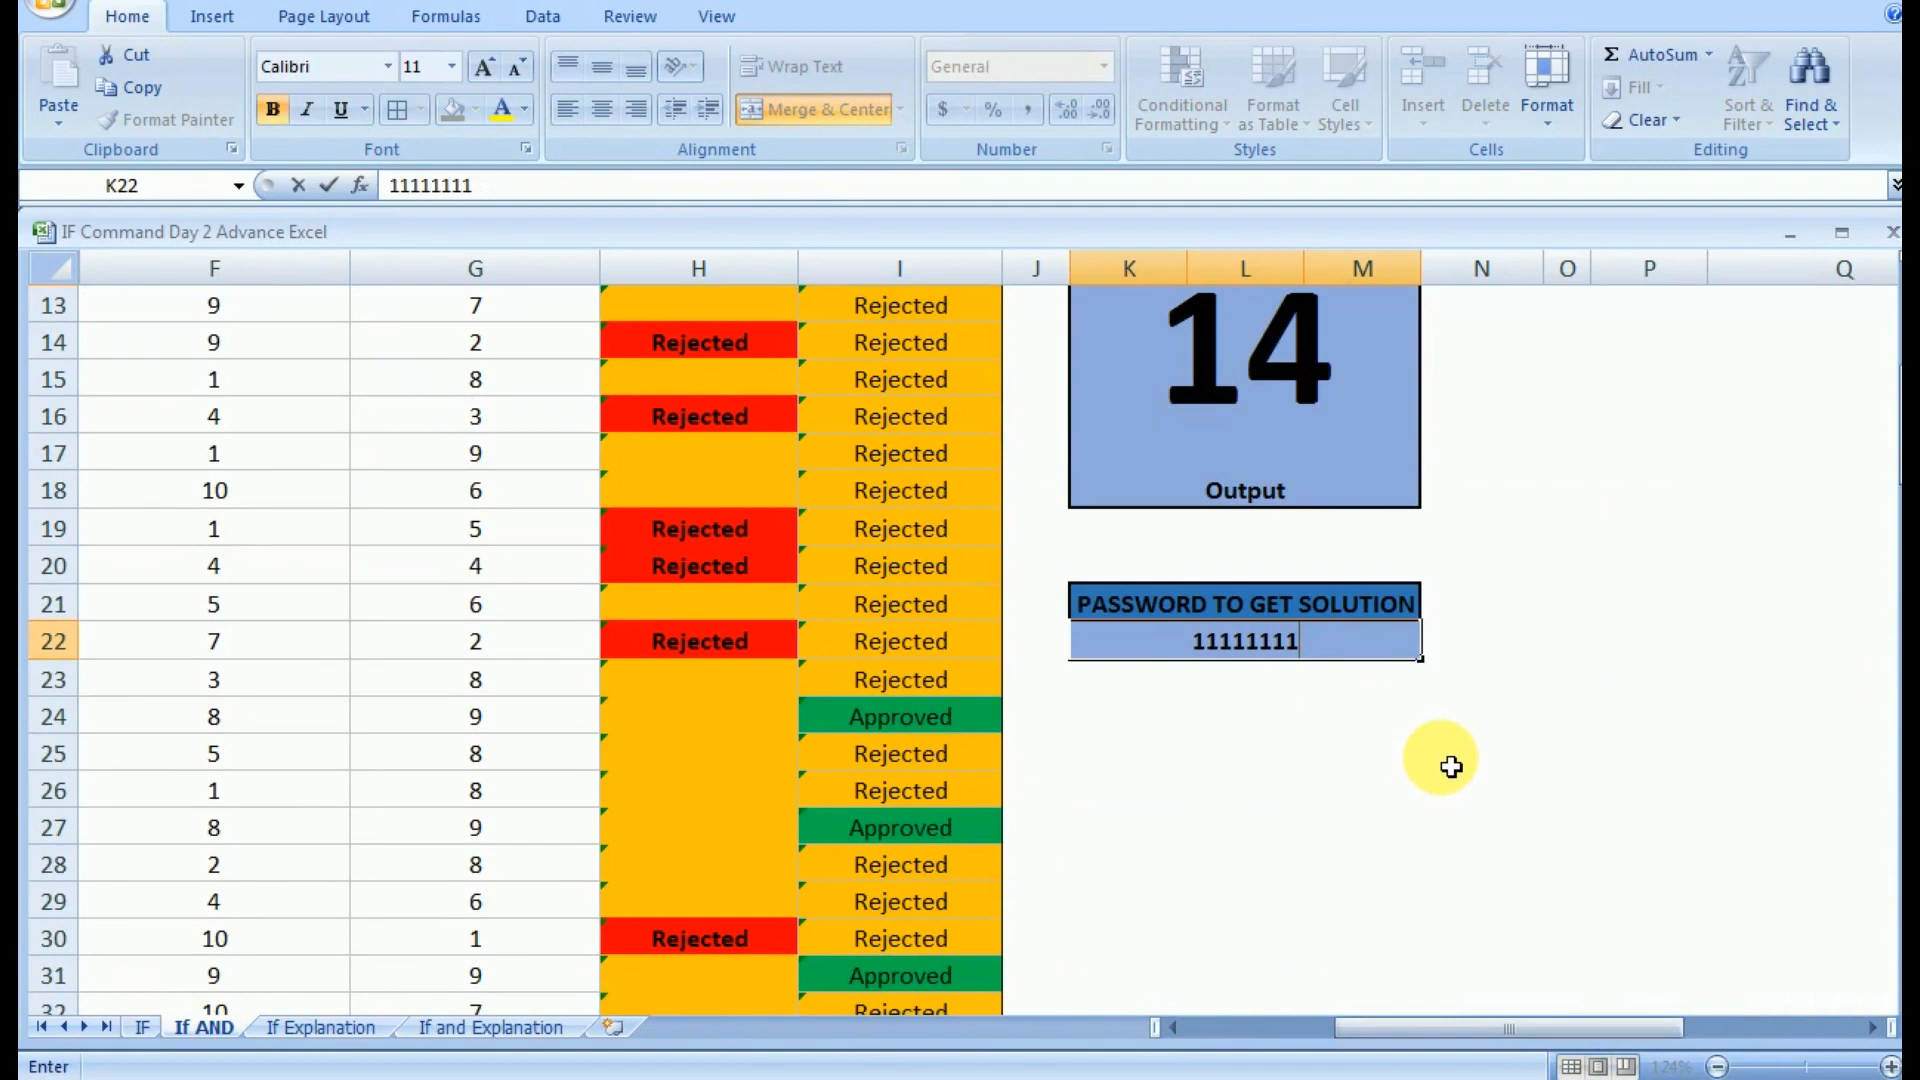 Home Insert Page Layout Formulas Data Review View
Cut
Copy
Format Painter
Paste
Clipboard
Calibri 11
B I U A
Font
Wrap Text
Merge & Center
Alignment
General
$ % ,
Number
Conditional Formatting
Format as Table
Cell Styles
Styles
Insert Delete Format
Cells
Σ AutoSum
Fill
Clear
Sort & Filter
Find & Select
Editing
K22 fx 11111111
IF Command Day 2 Advance Excel
F G H I J K L M N O P Q
13 9 7 Rejected
14 9 2 Rejected Rejected
15 1 8 Rejected
16 4 3 Rejected Rejected
17 1 9 Rejected
18 10 6 Rejected
19 1 5 Rejected Rejected
20 4 4 Rejected Rejected
21 5 6 Rejected
22 7 2 Rejected Rejected
23 3 8 Rejected
24 8 9 Approved
25 5 8 Rejected
26 1 8 Rejected
27 8 9 Approved
28 2 8 Rejected
29 4 6 Rejected
30 10 1 Rejected Rejected
31 9 9 Approved
32 10 7 Rejected
14
Output
PASSWORD TO GET SOLUTION
11111111
IF If AND If Explanation If and Explanation
Enter
124%